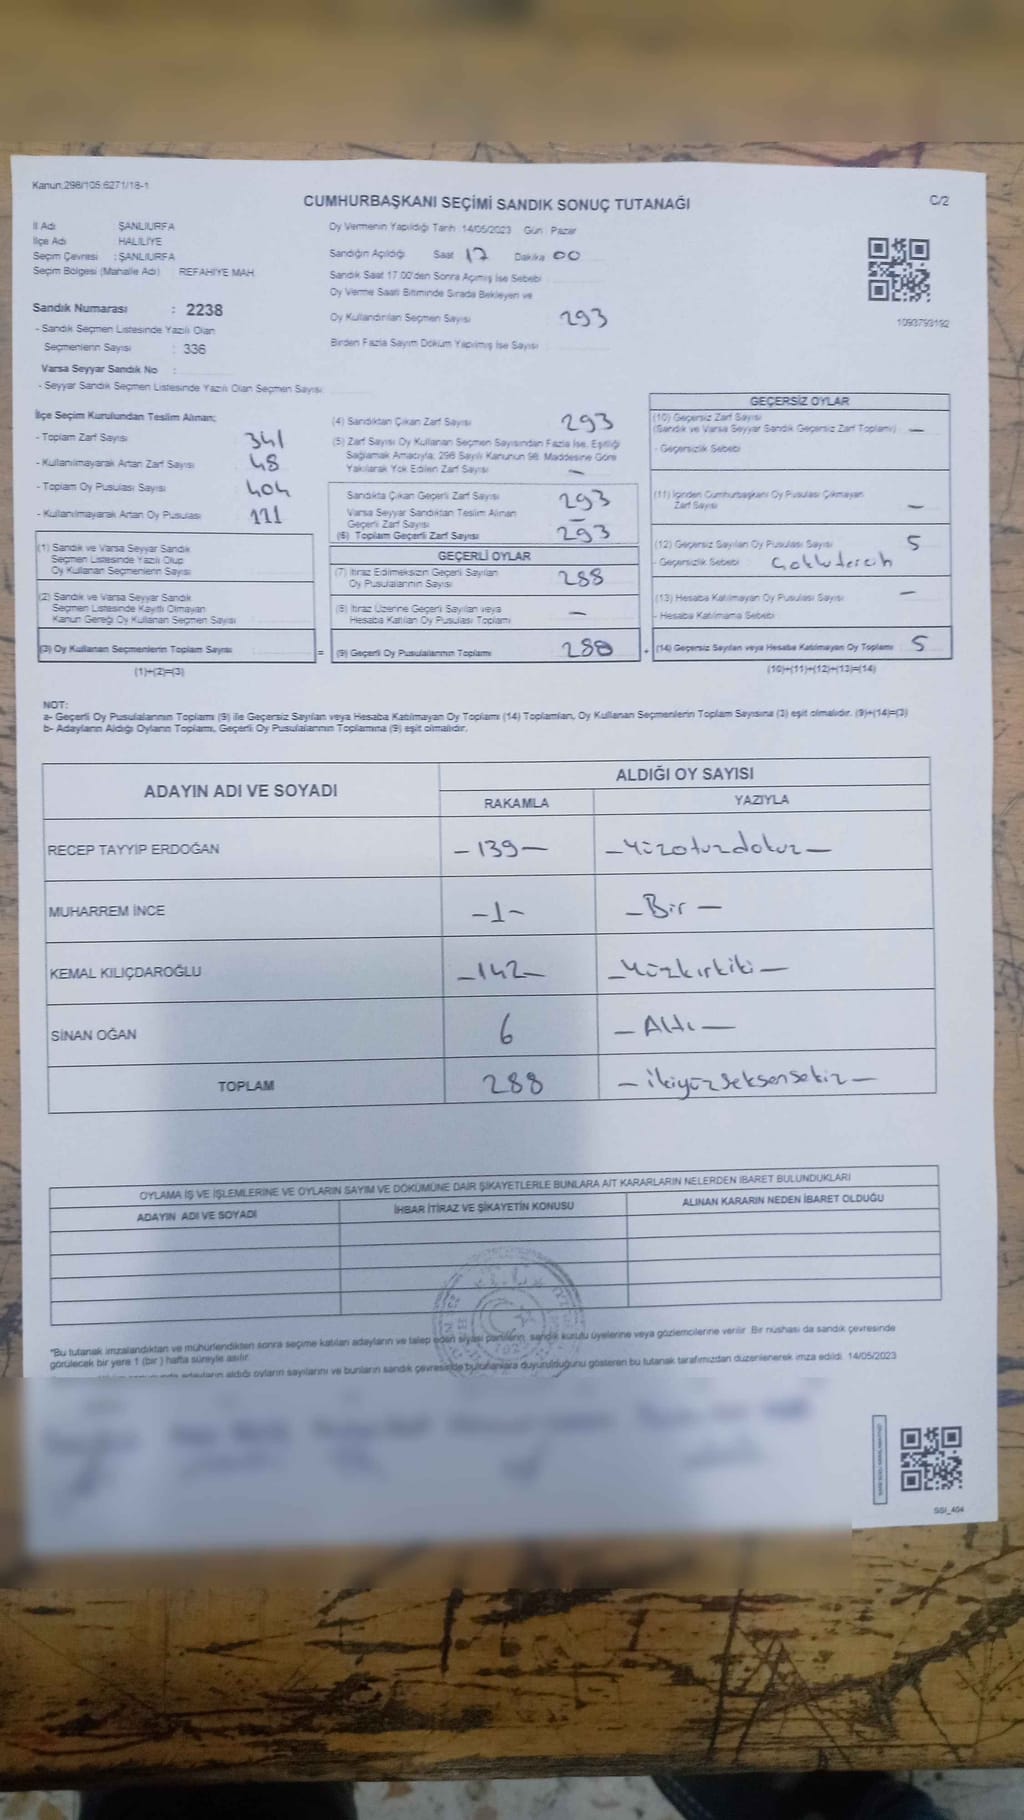 Kanun:298/105,6271/18-1
CUMHURBAŞKANI SEÇİMİ SANDIK SONUÇ TUTANAĞI
C/2
İl Adı : ŞANLIURFA
İlçe Adı : HALİLİYE
Seçim Çevresi : ŞANLIURFA
Seçim Bölgesi (Mahalle Adı) : REFAHİYE MAH.
Sandık Numarası : 2238
- Sandık Seçmen Listesinde Yazılı Olan
Seçmenlerin Sayısı : 336
Varsa Seyyar Sandık No :
- Seyyar Sandık Seçmen Listesinde Yazılı Olan Seçmen Sayısı:
Oy Vermenin Yapıldığı Tarih : 14/05/2023 Gün : Pazar
Sandığın Açıldığı Saat 17 Dakika 00
Sandık Saat 17.00'den Sonra Açılmış İse Sebebi :
Oy Verme Saati Bitiminde Sırada Bekleyen ve
Oy Kullandırılan Seçmen Sayısı 293
Birden Fazla Sayım Döküm Yapılmış İse Sayısı :
1093793192
İlçe Seçim Kurulundan Teslim Alınan;
- Toplam Zarf Sayısı 341
- Kullanılmayarak Artan Zarf Sayısı 48
- Toplam Oy Pusulası Sayısı 404
- Kullanılmayarak Artan Oy Pusulası 111
(1) Sandık ve Varsa Seyyar Sandık
Seçmen Listesinde Yazılı Olup
Oy Kullanan Seçmenlerin Sayısı
(2) Sandık ve Varsa Seyyar Sandık
Seçmen Listesinde Kayıtlı Olmayan
Kanun Gereği Oy Kullanan Seçmen Sayısı
(3) Oy Kullanan Seçmenlerin Toplam Sayısı =
(1)+(2)=(3)
(4) Sandıktan Çıkan Zarf Sayısı 293
(5) Zarf Sayısı Oy Kullanan Seçmen Sayısından Fazla İse, Eşitliği
Sağlamak Amacıyla, 298 Sayılı Kanunun 98. Maddesine Göre
Yakılarak Yok Edilen Zarf Sayısı —
Sandıkta Çıkan Geçerli Zarf Sayısı 293
Varsa Seyyar Sandıktan Teslim Alınan
Geçerli Zarf Sayısı —
(6) Toplam Geçerli Zarf Sayısı 293
GEÇERLİ OYLAR
(7) İtiraz Edilmeksizin Geçerli Sayılan
Oy Pusulalarının Sayısı 288
(8) İtiraz Üzerine Geçerli Sayılan veya
Hesaba Katılan Oy Pusulası Toplamı —
(9) Geçerli Oy Pusulalarının Toplamı 288 +
GEÇERSİZ OYLAR
(10) Geçersiz Zarf Sayısı
(Sandık ve Varsa Seyyar Sandık Geçersiz Zarf Toplamı) —
- Geçersizlik Sebebi
(11) İçinden Cumhurbaşkanı Oy Pusulası Çıkmayan
Zarf Sayısı —
(12) Geçersiz Sayılan Oy Pusulası Sayısı 5
- Geçersizlik Sebebi : Çoklu tercih
(13) Hesaba Katılmayan Oy Pusulası Sayısı —
- Hesaba Katılmama Sebebi
(14) Geçersiz Sayılan veya Hesaba Katılmayan Oy Toplamı 5
(10)+(11)+(12)+(13)=(14)
NOT:
a- Geçerli Oy Pusulalarının Toplamı (9) ile Geçersiz Sayılan veya Hesaba Katılmayan Oy Toplamı (14) Toplamları, Oy Kullanan Seçmenlerin Toplam Sayısına (3) eşit olmalıdır. (9)+(14)=(3)
b- Adayların Aldığı Oyların Toplamı, Geçerli Oy Pusulalarının Toplamına (9) eşit olmalıdır.
ADAYIN ADI VE SOYADI ALDIĞI OY SAYISI
RAKAMLA YAZIYLA
RECEP TAYYİP ERDOĞAN —139— —Yüzotuzdokuz—
MUHARREM İNCE —1— —Bir—
KEMAL KILIÇDAROĞLU —142— —Yüzkırkiki—
SİNAN OĞAN 6 —Altı—
TOPLAM 288 —ikiyüzseksensekiz—
OYLAMA İŞ VE İŞLEMLERİNE VE OYLARIN SAYIM VE DÖKÜMÜNE DAİR ŞİKAYETLERLE BUNLARA AİT KARARLARIN NELERDEN İBARET BULUNDUKLARI
ADAYIN ADI VE SOYADI İHBAR İTİRAZ VE ŞİKAYETİN KONUSU ALINAN KARARIN NEDEN İBARET OLDUĞU
T.C.
*Bu tutanak imzalandıktan ve mühürlendikten sonra seçime katılan adayların ve talep eden siyasi partilerin, sandık kurulu üyelerine veya gözlemcilerine verilir. Bir nüshası da sandık çevresinde
görülecek bir yere 1 (bir ) hafta süreyle asılır.
adayların aldığı oyların sayılarını ve bunların sandık çevresinde bulunanlara duyurulduğunu gösteren bu tutanak tarafımızdan düzenlenerek imza edildi. 14/05/2023
SSI_404